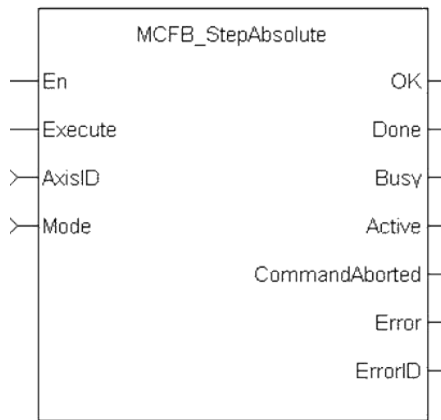 MCFB_StepAbsolute
En
OK
Execute
Done
AxisID
Busy
Mode
Active
CommandAborted
Error
ErrorID